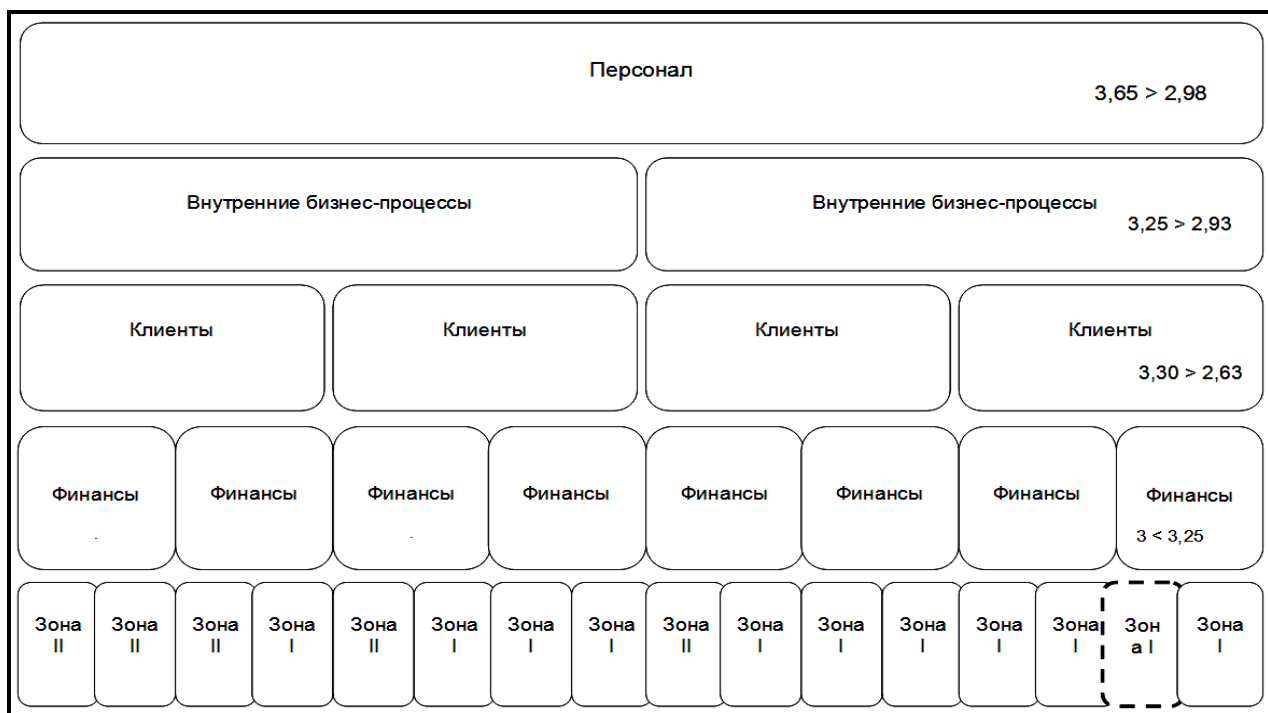 Персонал
3,65 > 2,98
Внутренние бизнес-процессы
Внутренние бизнес-процессы
3,25 > 2,93
Клиенты
Клиенты
Клиенты
Клиенты
3,30 > 2,63
Финансы
Финансы
Финансы
Финансы
Финансы
Финансы
Финансы
Финансы
3 < 3,25
Зона
II
Зона
II
Зона
II
Зона
I
Зона
II
Зона
I
Зона
I
Зона
I
Зона
II
Зона
I
Зона
I
Зона
I
Зона
I
Зона
I
Зон
а I
Зона
I